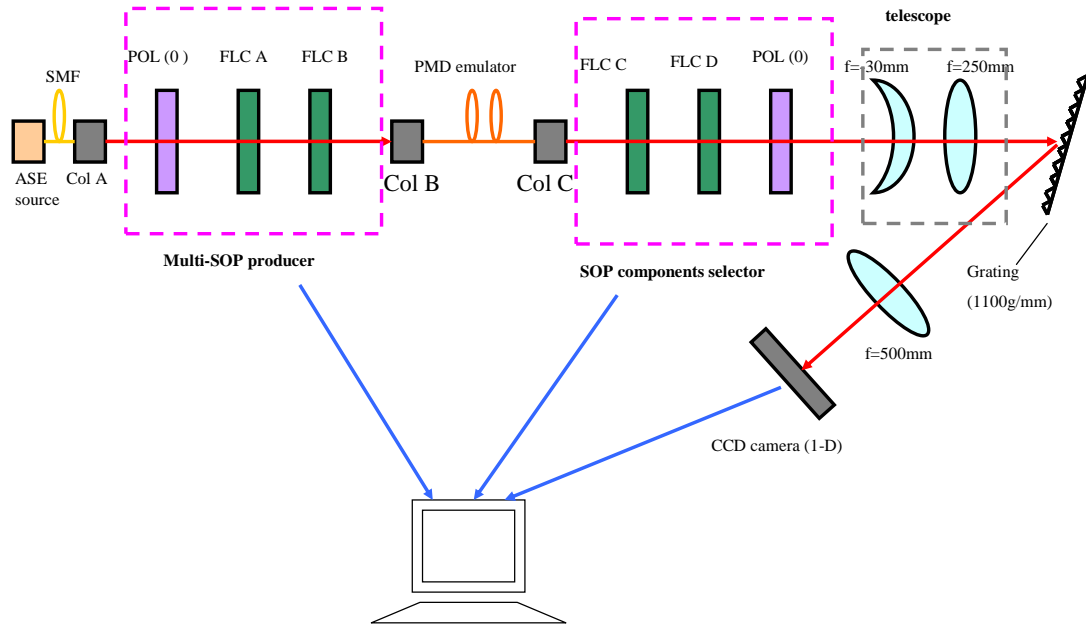 telescope
POL (0 )
FLC A
FLC B
PMD emulator
FLC C
FLC D
POL (0)
f=-30mm
f=250mm
SMF
ASE
source
Col A
Col B
Col C
Multi-SOP producer
SOP components selector
Grating
(1100g/mm)
f=500mm
CCD camera (1-D)